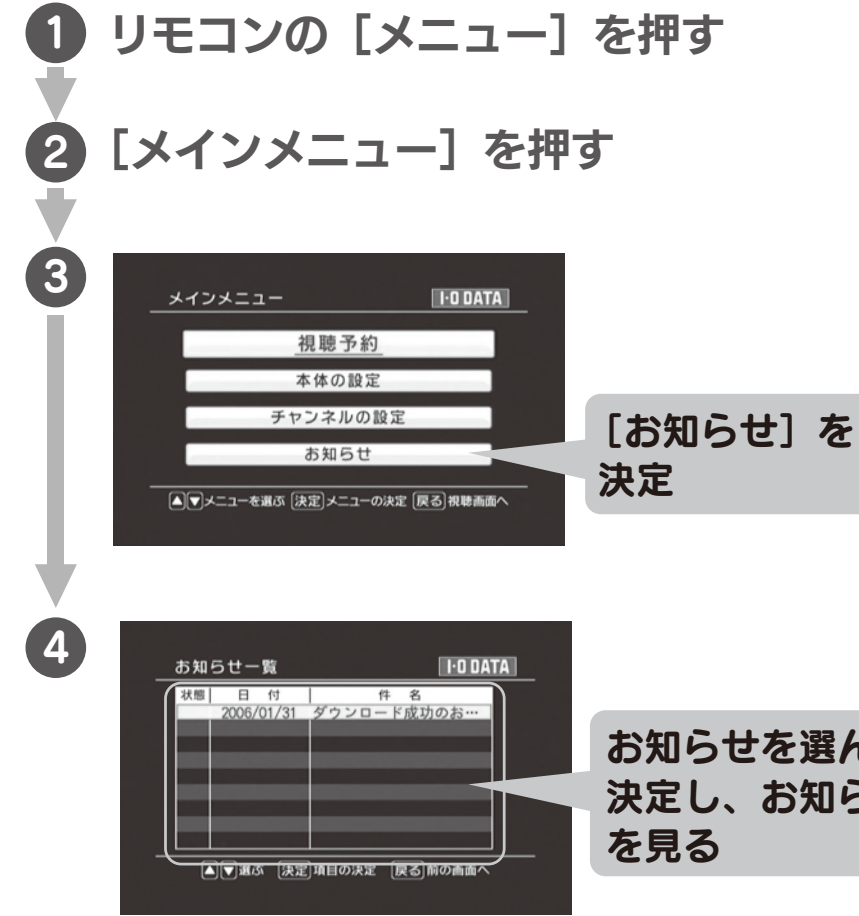 1 リモコンの［メニュー］を押す
2 ［メインメニュー］を押す
3
メインメニュー I·O DATA
視聴予約
本体の設定
チャンネルの設定
お知らせ
▲▼メニューを選ぶ 決定メニューの決定 戻る視聴画面へ
［お知らせ］を
決定
4
お知らせ一覧 I·O DATA
状態 日 付 件 名
2006/01/31 ダウンロード成功のお…
▲▼選ぶ 決定項目の決定 戻る前の画面へ
お知らせを選ん
決定し、お知ら
を見る